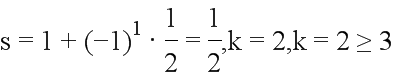 s = 1 + (−1)¹ · 1/2 = 1/2,k = 2,k = 2 ≥ 3